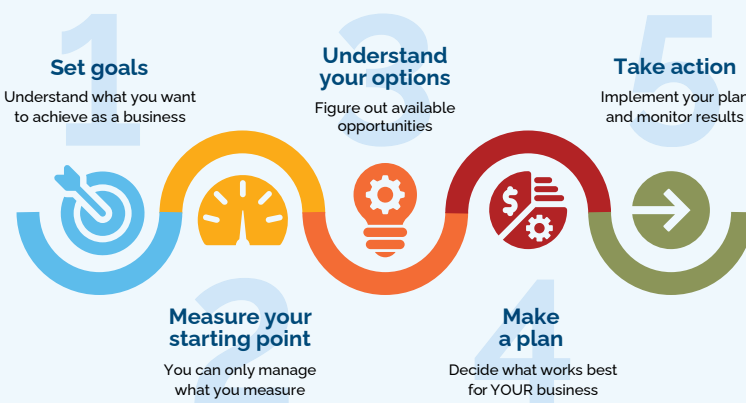 1
Set goals
Understand what you want
to achieve as a business
2
Measure your
starting point
You can only manage
what you measure
3
Understand
your options
Figure out available
opportunities
4
Make
a plan
Decide what works best
for YOUR business
$
5
Take action
Implement your plan
and monitor results